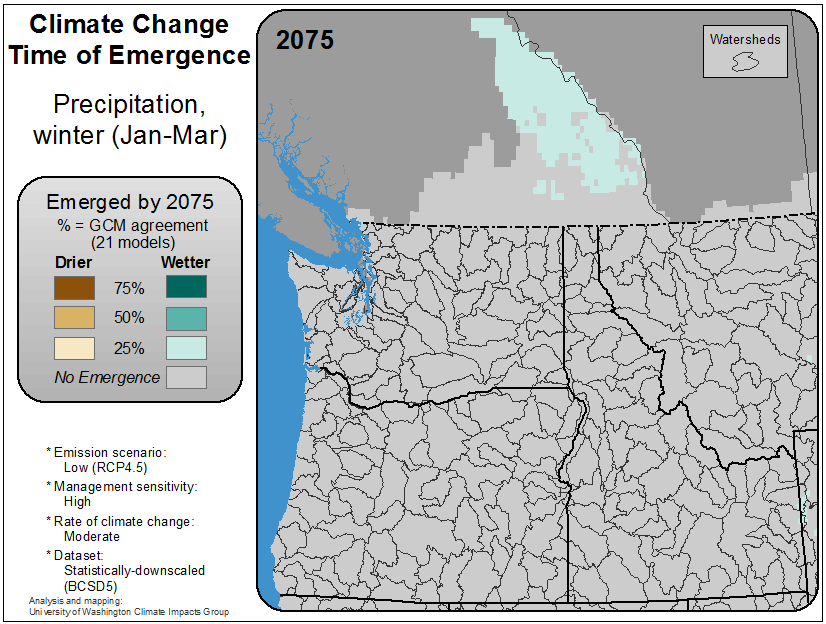 Climate Change
Time of Emergence
Precipitation,
winter (Jan-Mar)
Emerged by 2075
% = GCM agreement
(21 models)
Drier Wetter
75%
50%
25%
No Emergence
* Emission scenario:
Low (RCP4.5)
* Management sensitivity:
High
* Rate of climate change:
Moderate
* Dataset:
Statistically-downscaled
(BCSD5)
Analysis and mapping:
University of Washington Climate Impacts Group
2075
Watersheds